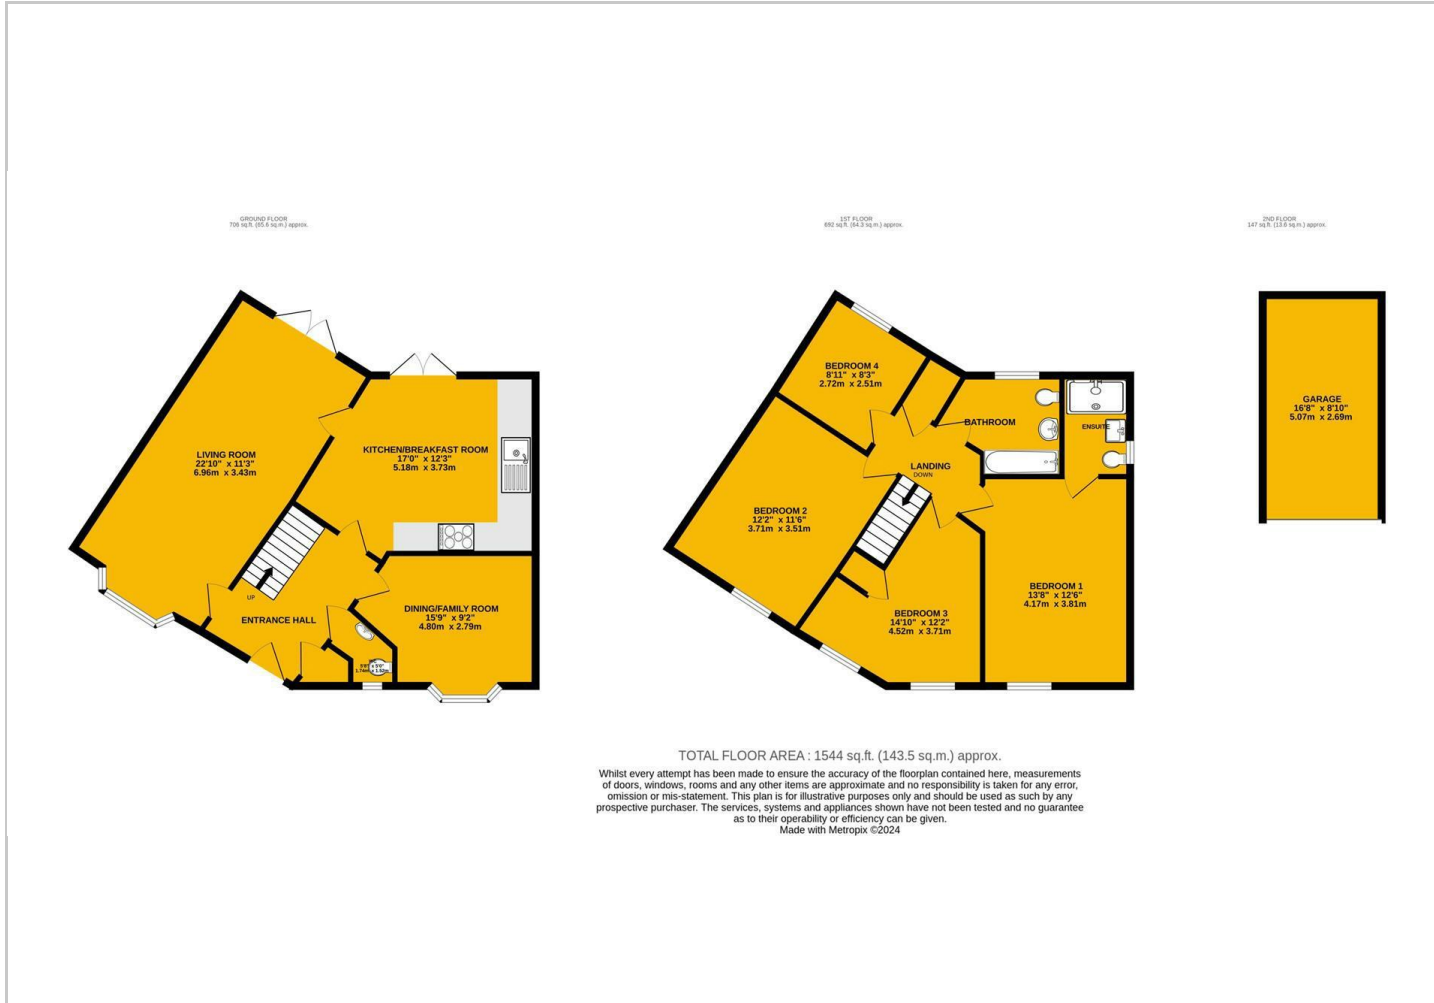 GROUND FLOOR
706 sq.ft. (65.6 sq.m.) approx.
LIVING ROOM
22'10" x 11'3"
6.96m x 3.43m
KITCHEN/BREAKFAST ROOM
17'0" x 12'3"
5.18m x 3.73m
UP
ENTRANCE HALL
DINING/FAMILY ROOM
15'9" x 9'2"
4.80m x 2.79m
1ST FLOOR
692 sq.ft. (64.3 sq.m.) approx.
BEDROOM 4
8'11" x 8'3"
2.72m x 2.51m
BATHROOM
ENSUITE
LANDING
DOWN
BEDROOM 2
12'2" x 11'6"
3.71m x 3.51m
BEDROOM 3
14'10" x 12'2"
4.52m x 3.71m
BEDROOM 1
13'8" x 12'6"
4.17m x 3.81m
2ND FLOOR
147 sq.ft. (13.6 sq.m.) approx.
GARAGE
16'8" x 8'10"
5.07m x 2.69m
TOTAL FLOOR AREA : 1544 sq.ft. (143.5 sq.m.) approx.
Whilst every attempt has been made to ensure the accuracy of the floorplan contained here, measurements
of doors, windows, rooms and any other items are approximate and no responsibility is taken for any error,
omission or mis-statement. This plan is for illustrative purposes only and should be used as such by any
prospective purchaser. The services, systems and appliances shown have not been tested and no guarantee
as to their operability or efficiency can be given.
Made with Metropix ©2024